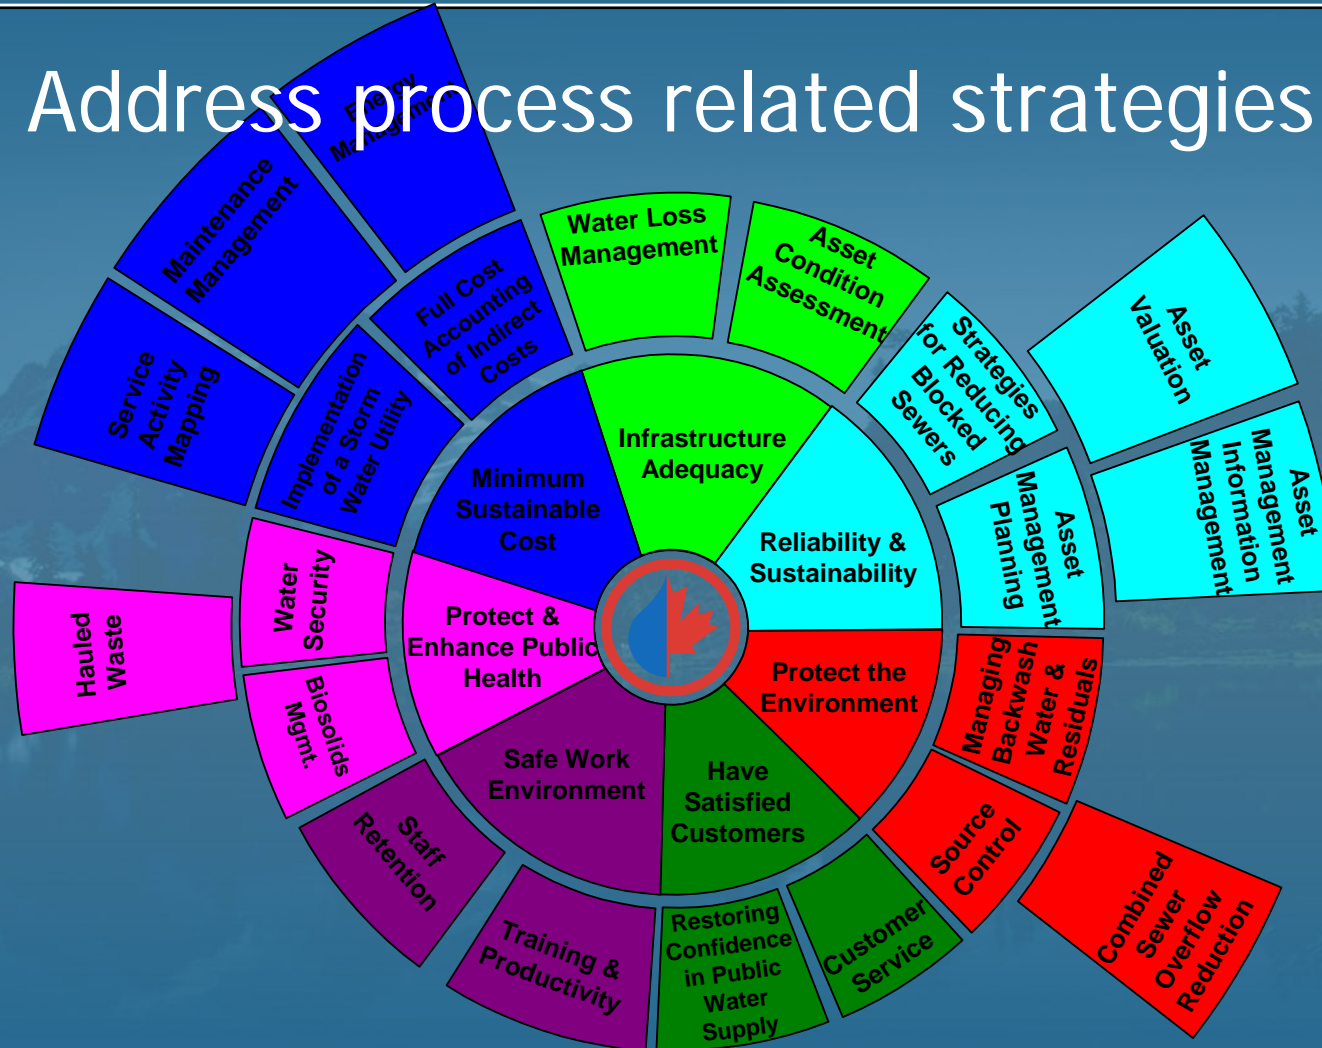 Address process related strategies
Energy
Management
Maintenance
Management
Service
Activity
Mapping
Full Cost
Accounting
of Indirect
Costs
Implementation
of a Storm
Water Utility
Water Loss
Management
Asset
Condition
Assessment
Strategies
for Reducing
Blocked
Sewers
Asset
Valuation
Asset
Management
Information
Management
Asset
Management
Planning
Infrastructure
Adequacy
Minimum
Sustainable
Cost
Reliability &
Sustainability
Protect &
Enhance Public
Health
Protect the
Environment
Safe Work
Environment
Have
Satisfied
Customers
Water
Security
Hauled
Waste
Biosolids
Mgmt.
Managing
Backwash
Water &
Residuals
Source
Control
Combined
Sewer
Overflow
Reduction
Staff
Retention
Training &
Productivity
Restoring
Confidence
in Public
Water
Supply
Customer
Service